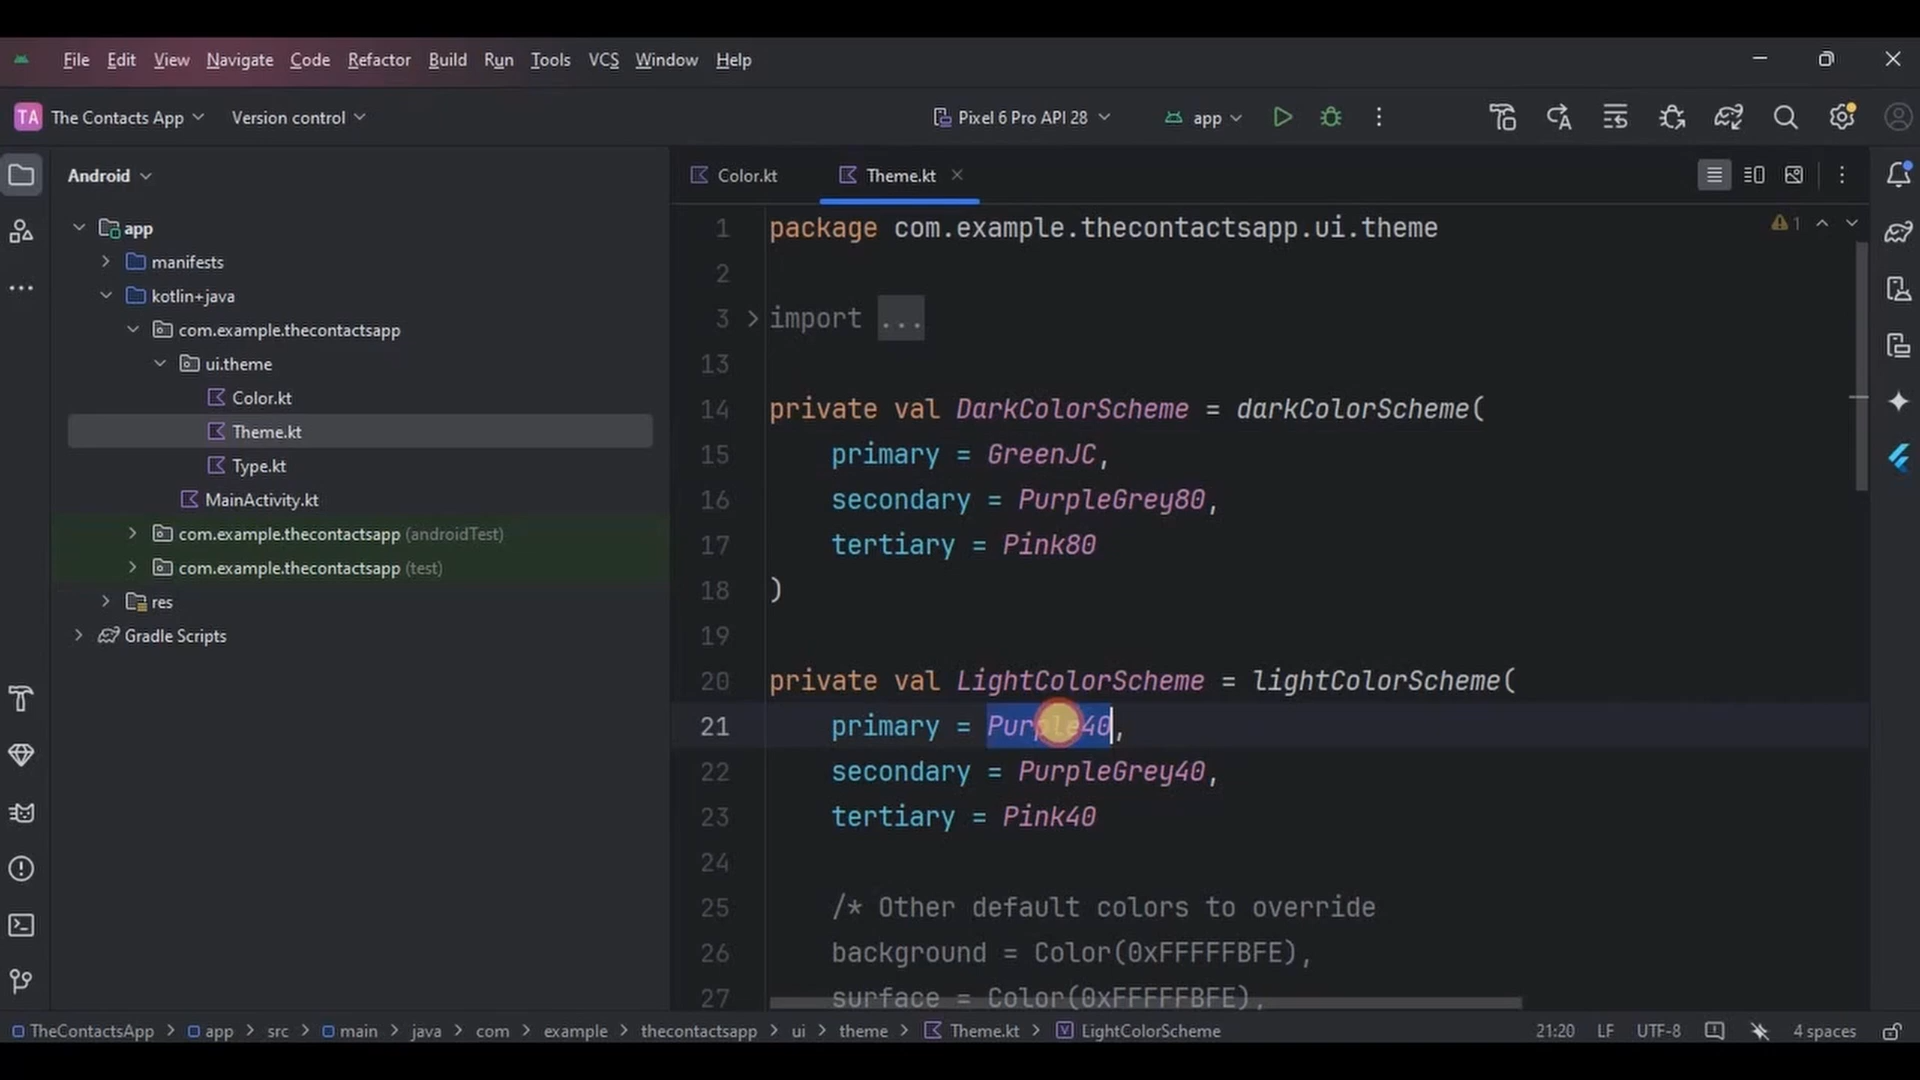 File Edit View Navigate Code Refactor Build Run Tools VCS Window Help
TA The Contacts App Version control Pixel 6 Pro API 28 app
Android
Color.kt Theme.kt
app
manifests
kotlin+java
com.example.thecontactsapp
ui.theme
Color.kt
Theme.kt
Type.kt
MainActivity.kt
com.example.thecontactsapp (androidTest)
com.example.thecontactsapp (test)
res
Gradle Scripts
1 package com.example.thecontactsapp.ui.theme
1
2
3 import ...
13
14 private val DarkColorScheme = darkColorScheme(
15 primary = GreenJC,
16 secondary = PurpleGrey80,
17 tertiary = Pink80
18 )
19
20 private val LightColorScheme = lightColorScheme(
21 primary = Purple40,
22 secondary = PurpleGrey40,
23 tertiary = Pink40
24
25 /* Other default colors to override
26 background = Color(0xFFFFFBFE),
27 surface = Color(0xFFFFFBFE),
TheContactsApp > app > src > main > java > com > example > thecontactsapp > ui > theme > Theme.kt > LightColorScheme 21:20 LF UTF-8 4 spaces